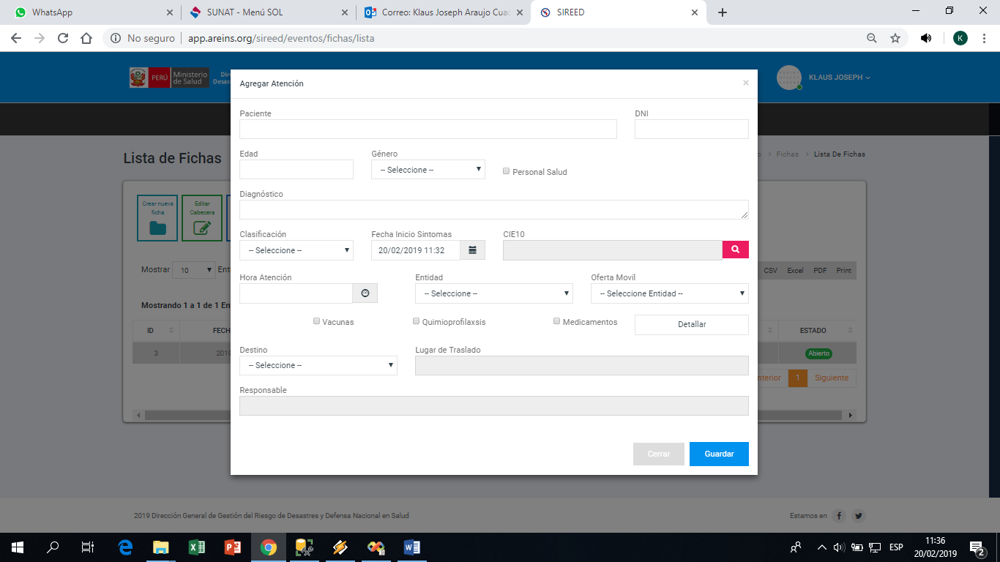 WhatsApp
SUNAT - Menú SOL
Correo: Klaus Joseph Araujo Cua
SIREED
No seguro
app.areins.org/sireed/eventos/fichas/lista
K
PERÚ
Ministerio de Salud
KLAUS JOSEPH
Agregar Atención
×
Paciente
DNI
Lista de Fichas
Fichas > Lista De Fichas
Edad
Género
-- Seleccione --
Personal Salud
Crear nueva ficha
Editar Cabecera
Diagnóstico
Clasificación
Fecha Inicio Sintomas
CIE10
-- Seleccione --
20/02/2019 11:32
Mostrar 10
CSV Excel PDF Print
Hora Atención
Entidad
Oferta Movil
-- Seleccione --
-- Seleccione Entidad --
Mostrando 1 a 1 de 1 En
Vacunas
Quimioprofilaxsis
Medicamentos
Detallar
ID
FECH
ESTADO
3
2019
Abierto
Destino
Lugar de Traslado
-- Seleccione --
1
Siguiente
Responsable
Cerrar
Guardar
2019 Dirección General de Gestión del Riesgo de Desastres y Defensa Nacional en Salud
Estamos en
ESP
11:36
20/02/2019
2